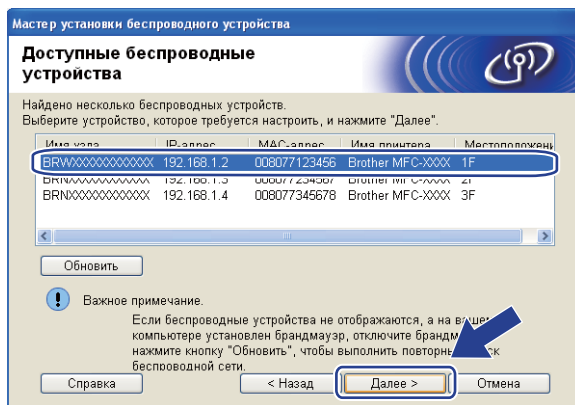 Мастер установки беспроводного устройства
Доступные беспроводные
устройства
Найдено несколько беспроводных устройств.
Выберите устройство, которое требуется настроить, и нажмите "Далее".
Имя узла IP-адрес MAC-адрес Имя принтера Местоположени
BRWXXXXXXXXXXXX 192.168.1.2 008077123456 Brother MFC-XXXX 1F
BRNXXXXXXXXXXXX 192.168.1.3 008077234567 Brother MFC-XXXX 2F
BRNXXXXXXXXXXXX 192.168.1.4 008077345678 Brother MFC-XXXX 3F
Обновить
Важное примечание.
Если беспроводные устройства не отображаются, а на вашем
компьютере установлен брандмауэр, отключите
нажмите кнопку "Обновить", чтобы выполнить
беспроводной сети.
Справка < Назад Далее > Отмена